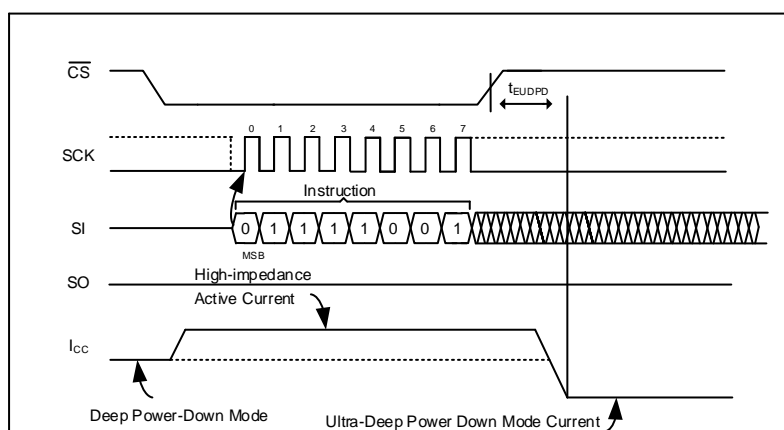 CS
tEUDPD
0 1 2 3 4 5 6 7
SCK
Instruction
SI
0 1 1 1 1 0 0 1
MSB
High-impedance
SO
Active Current
ICC
Deep Power-Down Mode
Ultra-Deep Power Down Mode Current